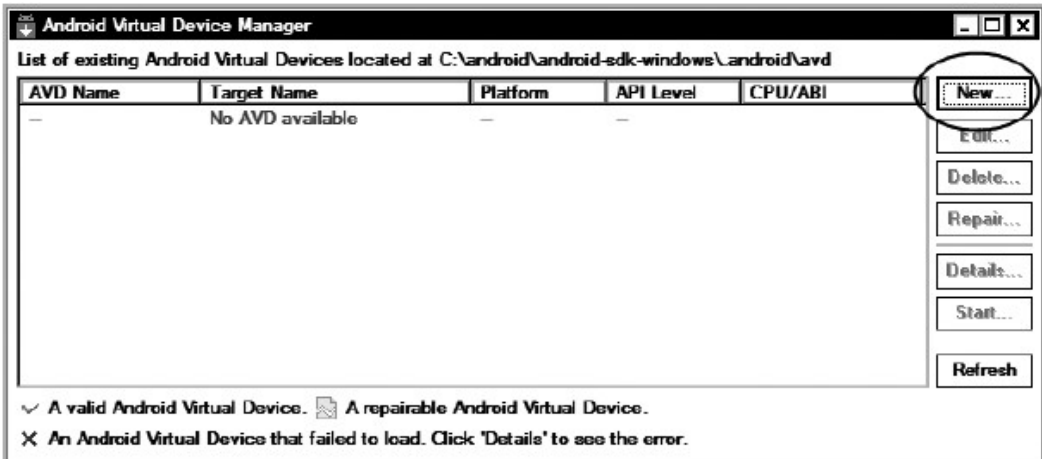 Android Virtual Device Manager
List of existing Android Virtual Devices located at C:\android\android-sdk-windows\.android\avd
AVD Name Target Name Platform API Level CPU/ABI
— No AVD available — —
New...
Edit...
Delete...
Repair...
Details...
Start...
Refresh
A valid Android Virtual Device. A repairable Android Virtual Device.
An Android Virtual Device that failed to load. Click 'Details' to see the error.